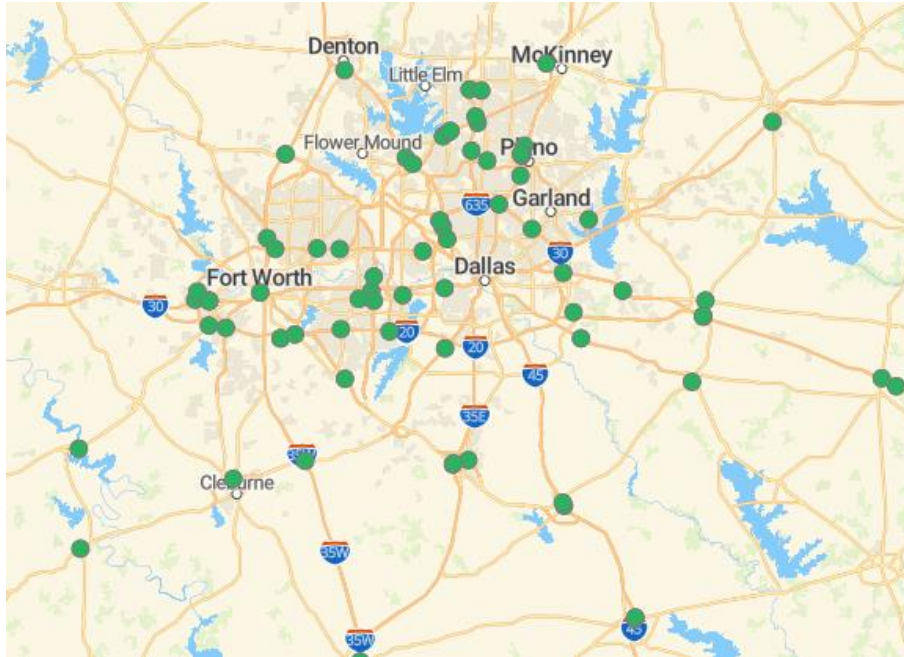 Denton
McKinney
Little Elm
Flower Mound
Garland
635
30
Dallas
Fort Worth
30
20
20
45
35E
Cleburne
35W
35W
45